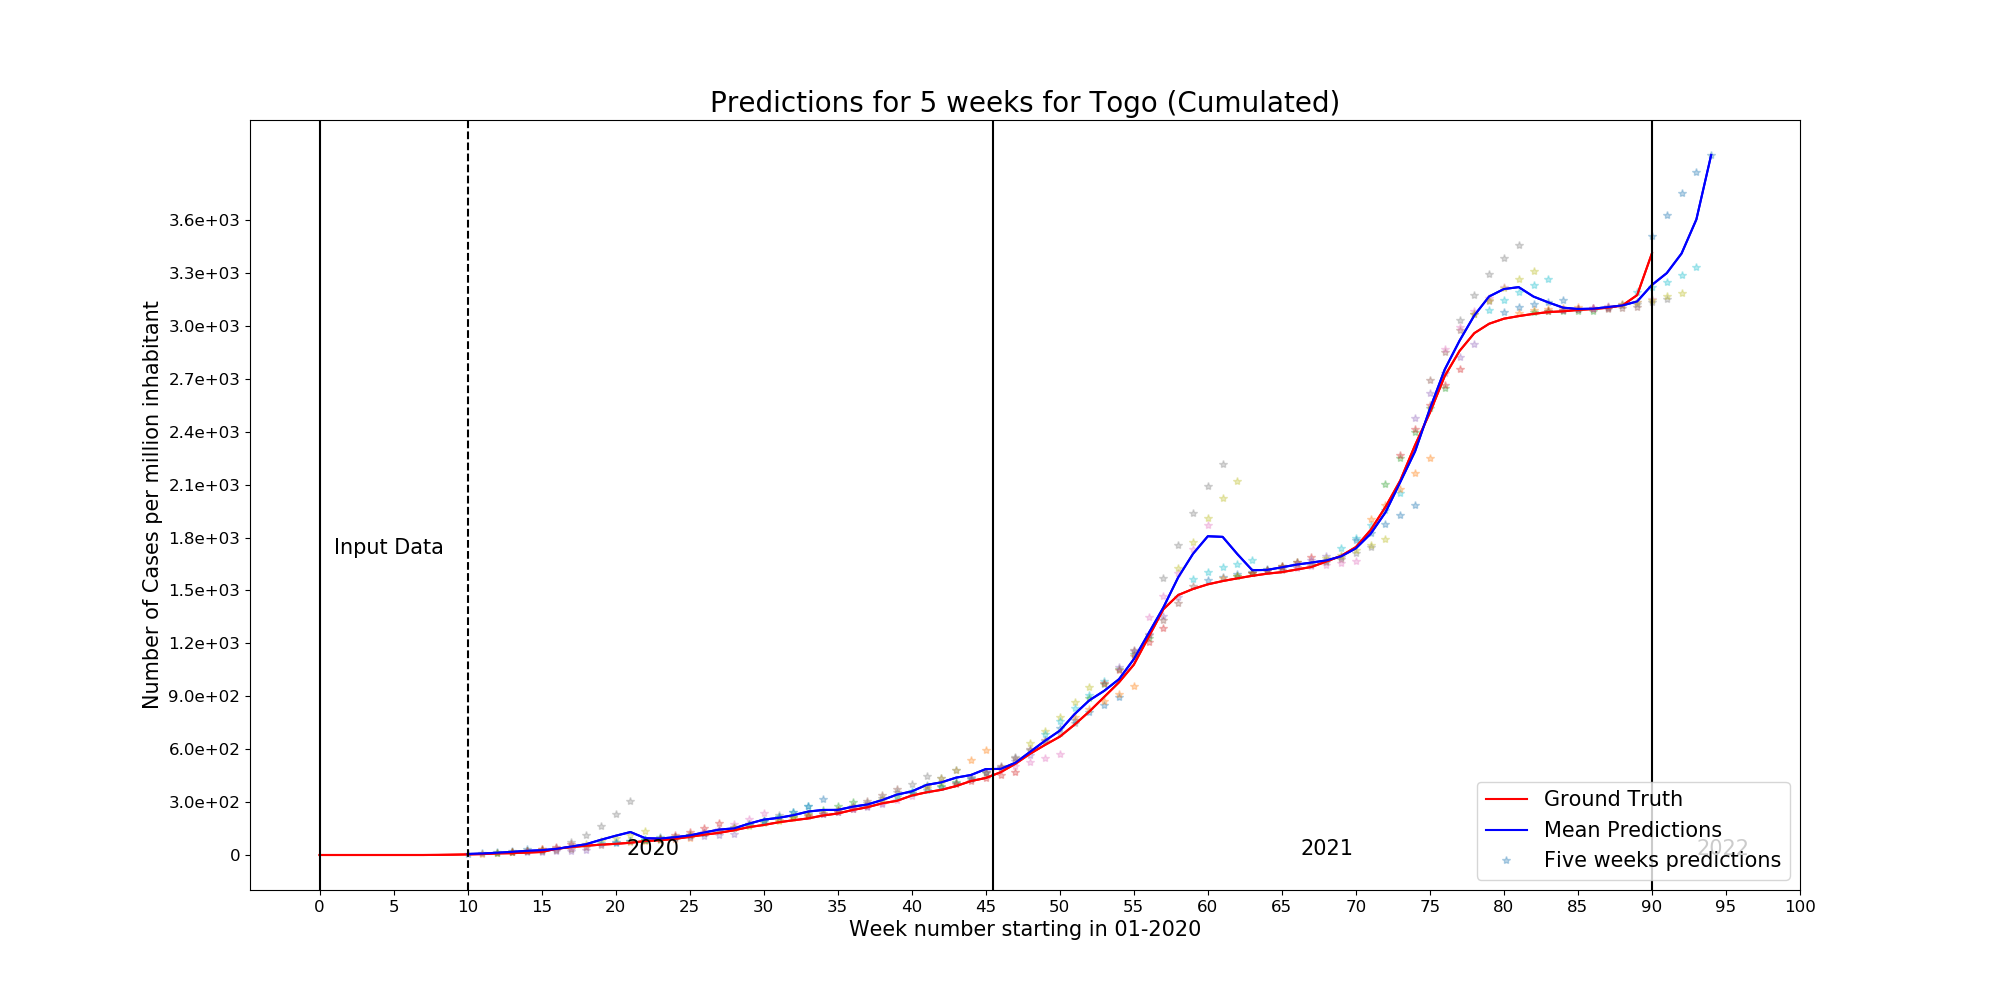 Predictions for 5 weeks for Togo (Cumulated)
Number of Cases per million inhabitant
3.6e+03
3.3e+03
3.0e+03
2.7e+03
2.4e+03
2.1e+03
1.8e+03
1.5e+03
1.2e+03
9.0e+02
6.0e+02
3.0e+02
0
Input Data
2020
2021
2022
Ground Truth
Mean Predictions
Five weeks predictions
0 5 10 15 20 25 30 35 40 45 50 55 60 65 70 75 80 85 90 95 100
Week number starting in 01-2020